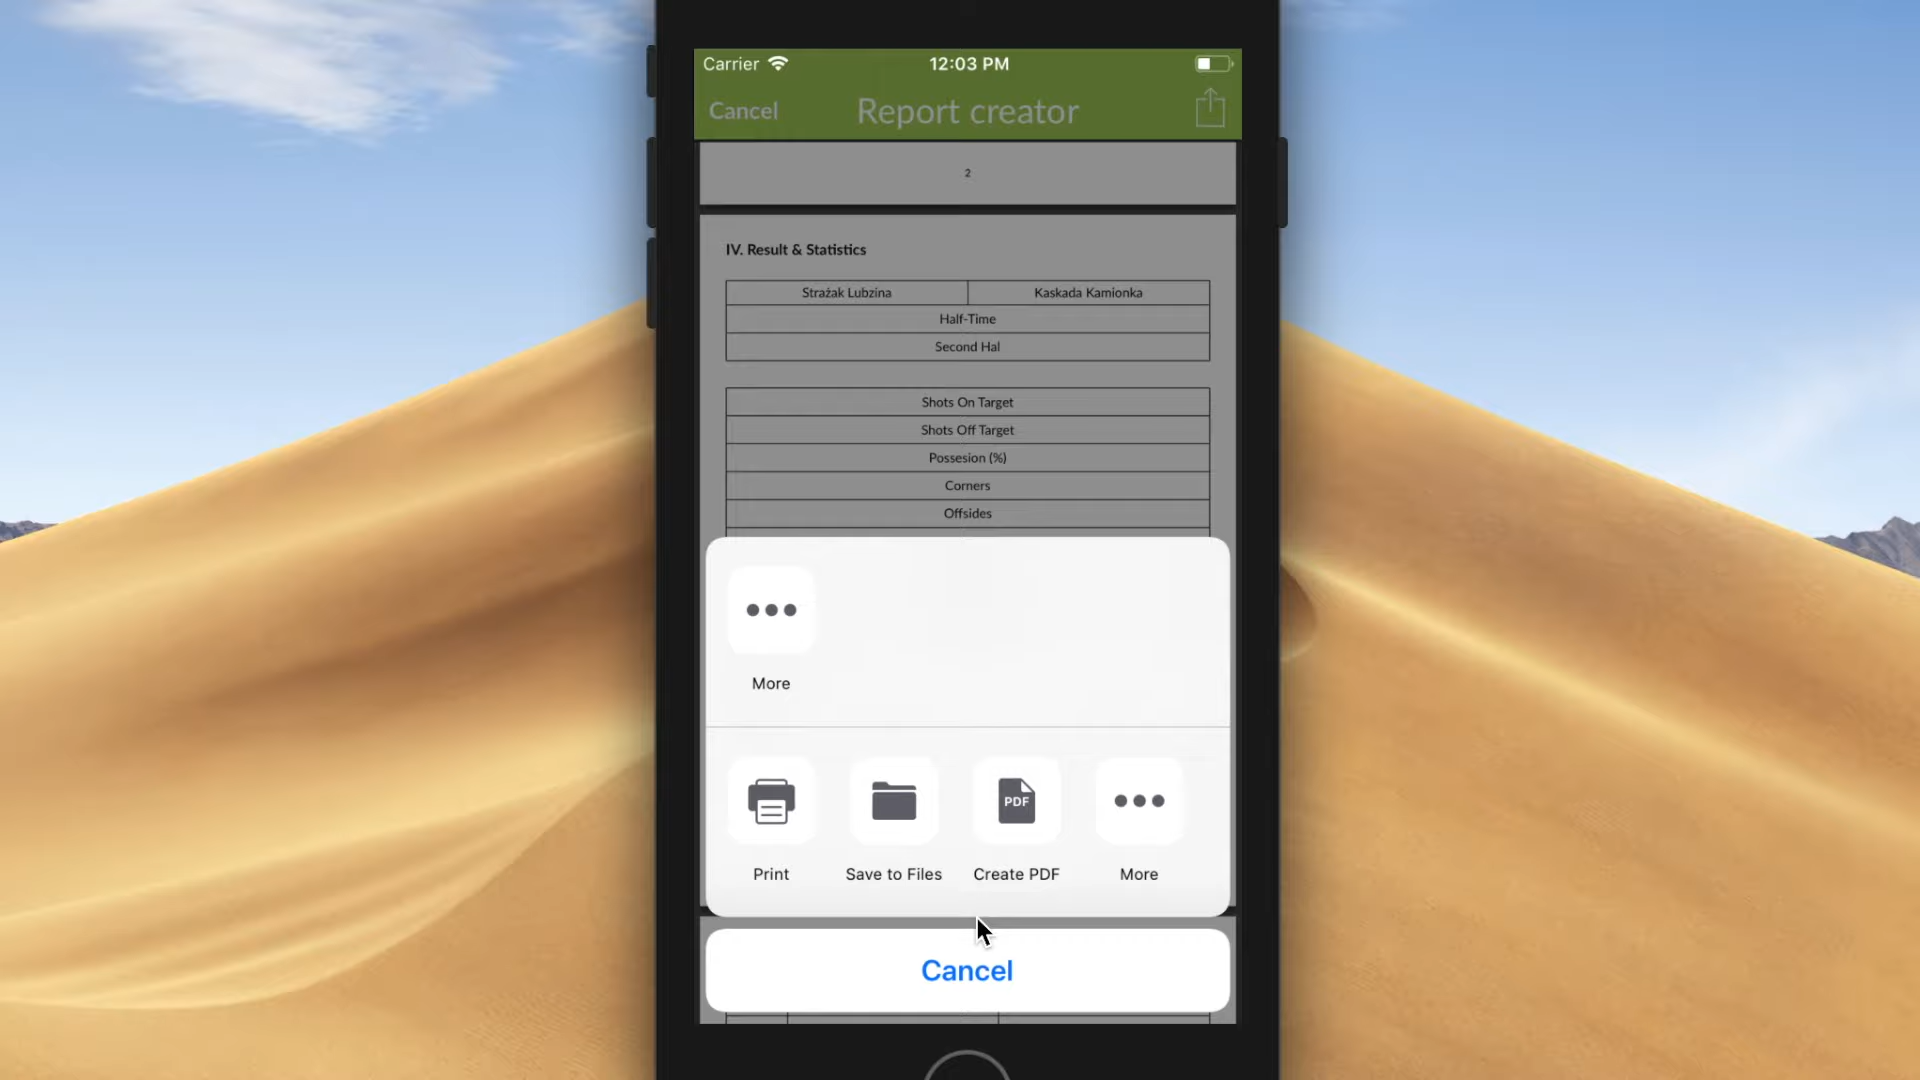 Carrier 12:03 PM
Cancel Report creator
2
IV. Result & Statistics
Strażak Lubzina Kaskada Kamionka
Half-Time
Second Hal
Shots On Target
Shots Off Target
Possesion (%)
Corners
Offsides
More
PDF
Print Save to Files Create PDF More
Cancel